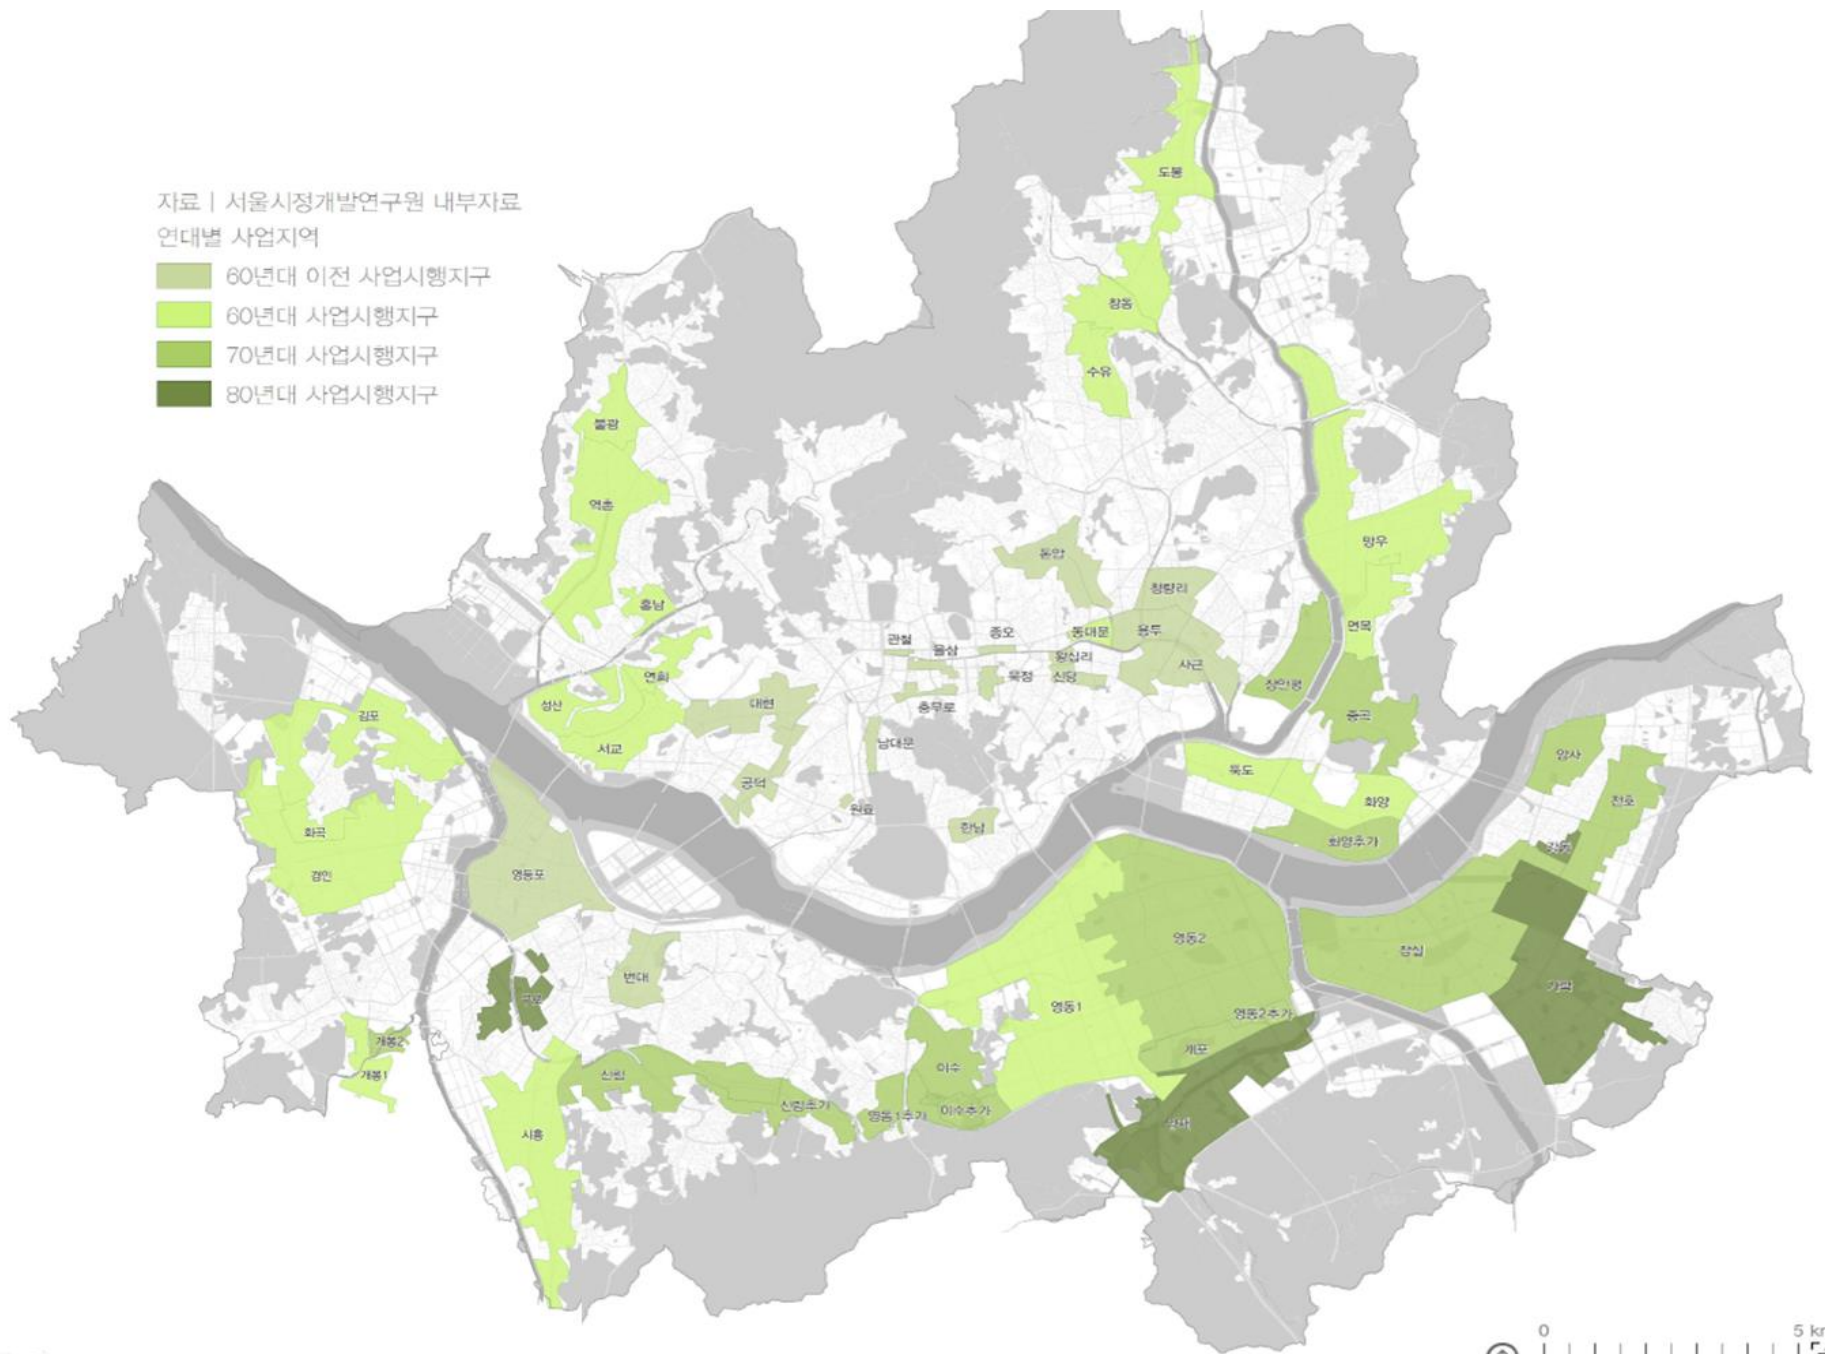 자료 | 서울시정개발연구원 내부자료
연대별 사업지역
60년대 이전 사업시행지구
60년대 사업시행지구
70년대 사업시행지구
80년대 사업시행지구
도봉
창동
수유
불광
역촌
망우
동암
청량리
홍남
관철
종오
동대문
용두
면목
을삼
왕십리
사근
연희
묵정
신당
장안평
성산
대현
충무로
중곡
김포
서교
남대문
뚝도
암사
공덕
화양
천호
원효
화곡
한남
화양추가
경인
영등포
영동2
잠실
번대
구로
가락
영동1
영동2추가
개봉2
개포
개봉1
신림
이수
신림추가
영동1추가
이수추가
시흥
0
5 km